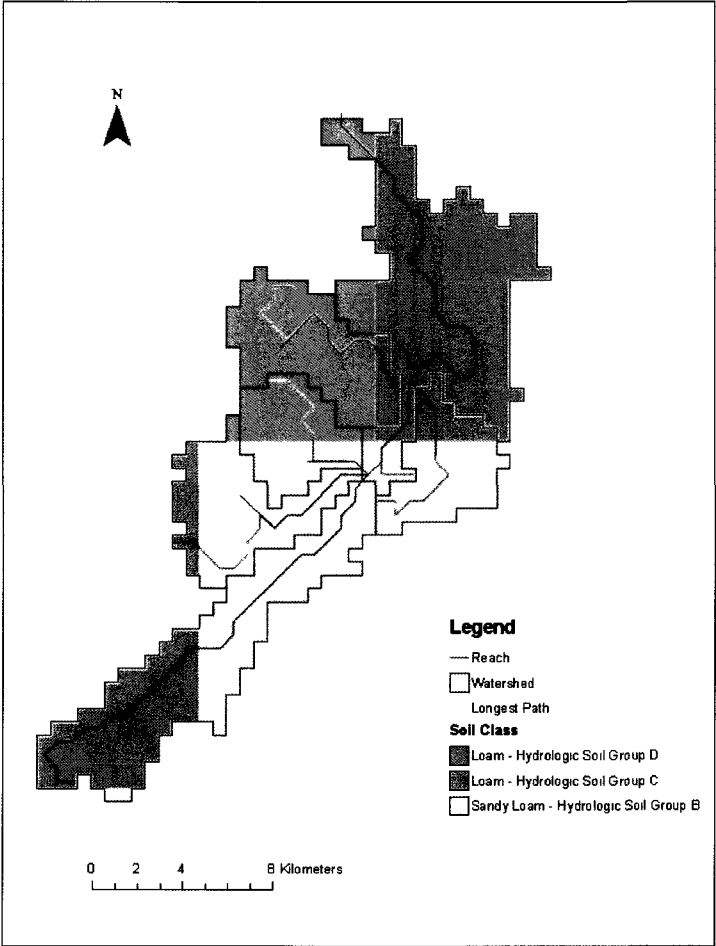 N
Legend
Reach
Watershed
Longest Path
Soil Class
Loam - Hydrologic Soil Group D
Loam - Hydrologic Soil Group C
Sandy Loam - Hydrologic Soil Group B
0 2 4 8 Kilometers